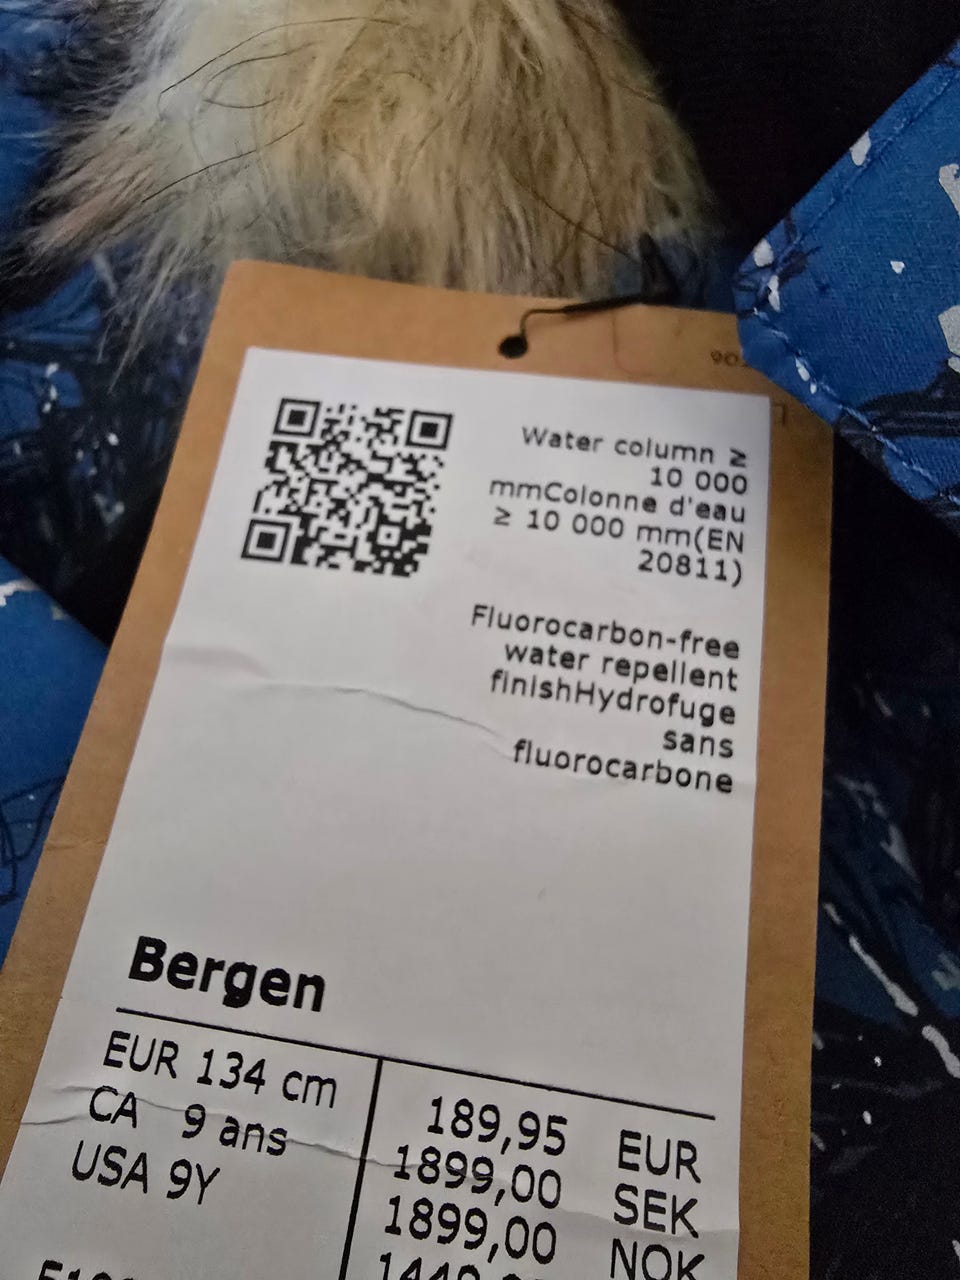 Water column ≥
10 000
mmColonne d'eau
≥ 10 000 mm(EN
20811)
Fluorocarbon-free
water repellent
finishHydrofuge
sans
fluorocarbone
Bergen
EUR 134 cm
CA 9 ans
USA 9Y
189,95 EUR
1899,00 SEK
1899,00 NOK